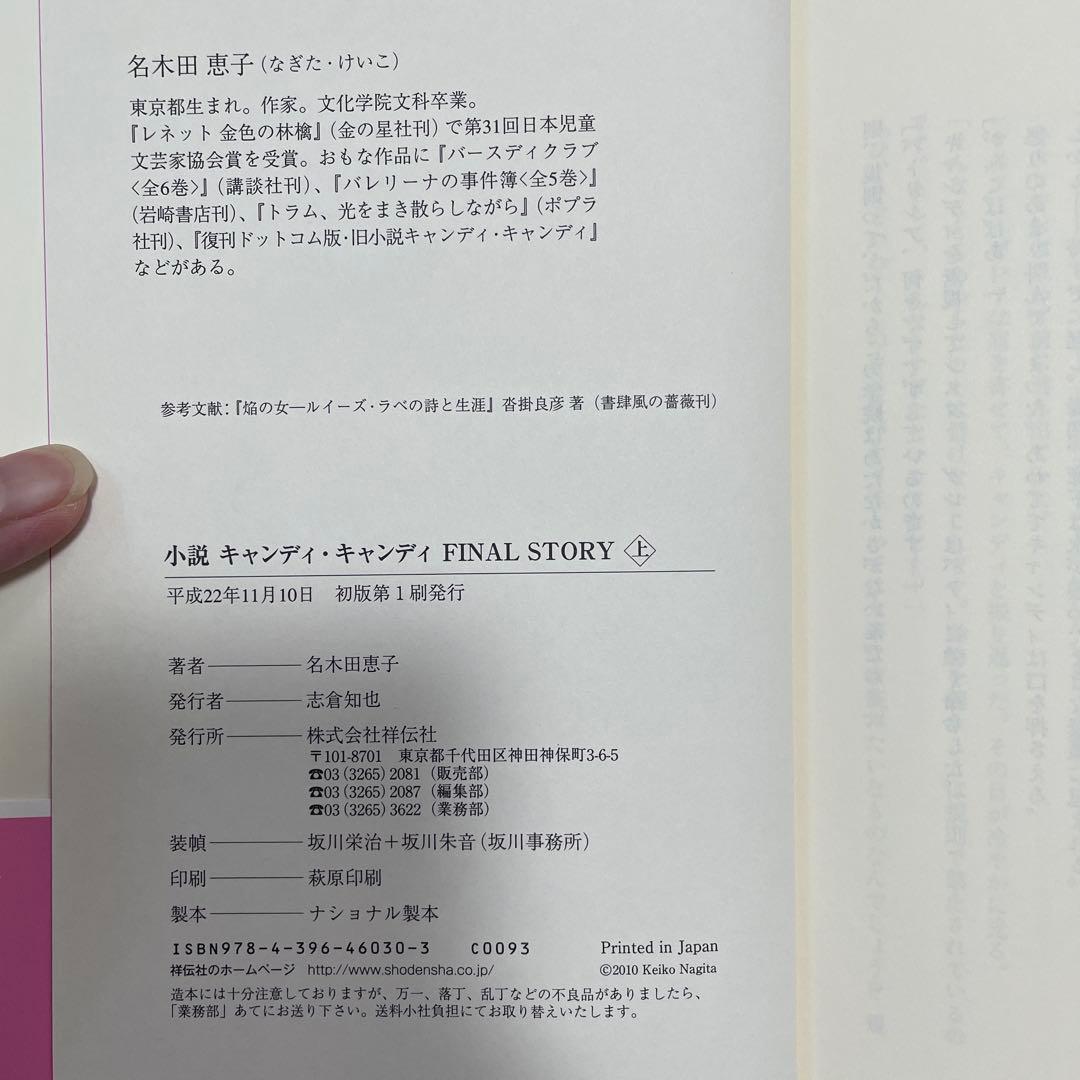 名木田 恵子（なぎた・けいこ）
東京都生まれ。作家。文化学院文科卒業。
『レネット 金色の林檎』（金の星社刊）で第31回日本児童
文芸家協会賞を受賞。おもな作品に『バースディクラブ
〈全6巻〉』（講談社刊）、『バレリーナの事件簿〈全5巻〉』
（岩崎書店刊）、『トラム、光をまき散らしながら』（ポプラ
社刊）、『復刊ドットコム版・旧小説キャンディ・キャンディ』
などがある。
参考文献：『焔の女―ルイーズ・ラベの詩と生涯』沓掛良彦 著（書肆風の薔薇刊）
小説 キャンディ・キャンディ FINAL STORY 上
平成22年11月10日　初版第1刷発行
著者――――名木田恵子
発行者―――志倉知也
発行所―――株式会社祥伝社
〒101-8701　東京都千代田区神田神保町3-6-5
☎03(3265)2081（販売部）
☎03(3265)2087（編集部）
☎03(3265)3622（業務部）
装幀――――坂川栄治＋坂川朱音（坂川事務所）
印刷――――萩原印刷
製本――――ナショナル製本
ISBN978-4-396-46030-3　C0093　Printed in Japan
祥伝社のホームページ　http://www.shodensha.co.jp/　©2010 Keiko Nagita
造本には十分注意しておりますが、万一、落丁、乱丁などの不良品がありましたら、
「業務部」あてにお送り下さい。送料小社負担にてお取り替えいたします。